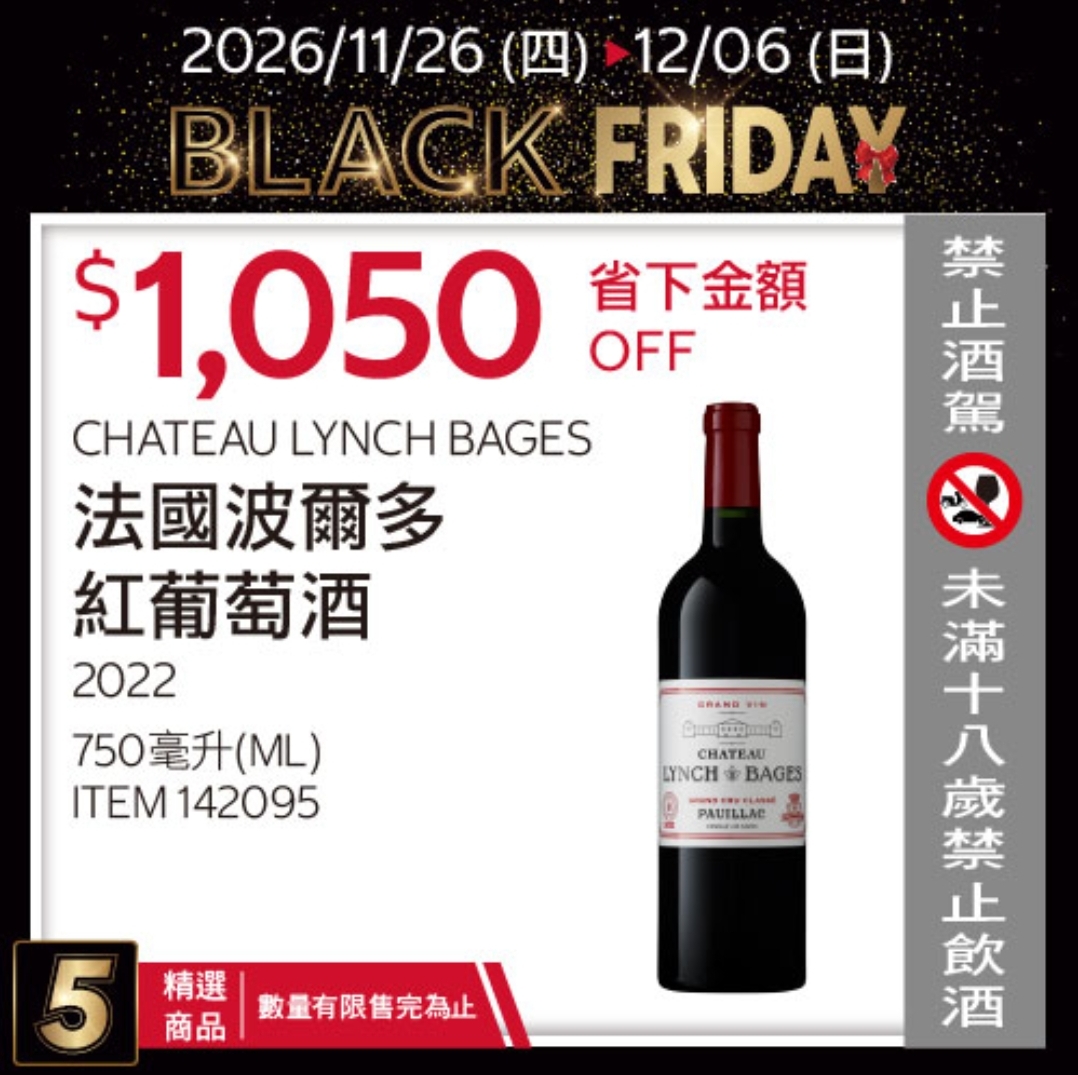 2026/11/26 (四)▶12/06 (日)
BLACK FRIDAY
$1,050
省下金額
OFF
CHATEAU LYNCH BAGES
法國波爾多
紅葡萄酒
2022
750毫升(ML)
ITEM 142095
GRAND VIN
CHATEAU
LYNCH BAGES
GRAND CRU CLASSÉ
PAUILLAC
5
精選
商品
數量有限售完為止
禁止酒駕
未滿十八歲禁止飲酒